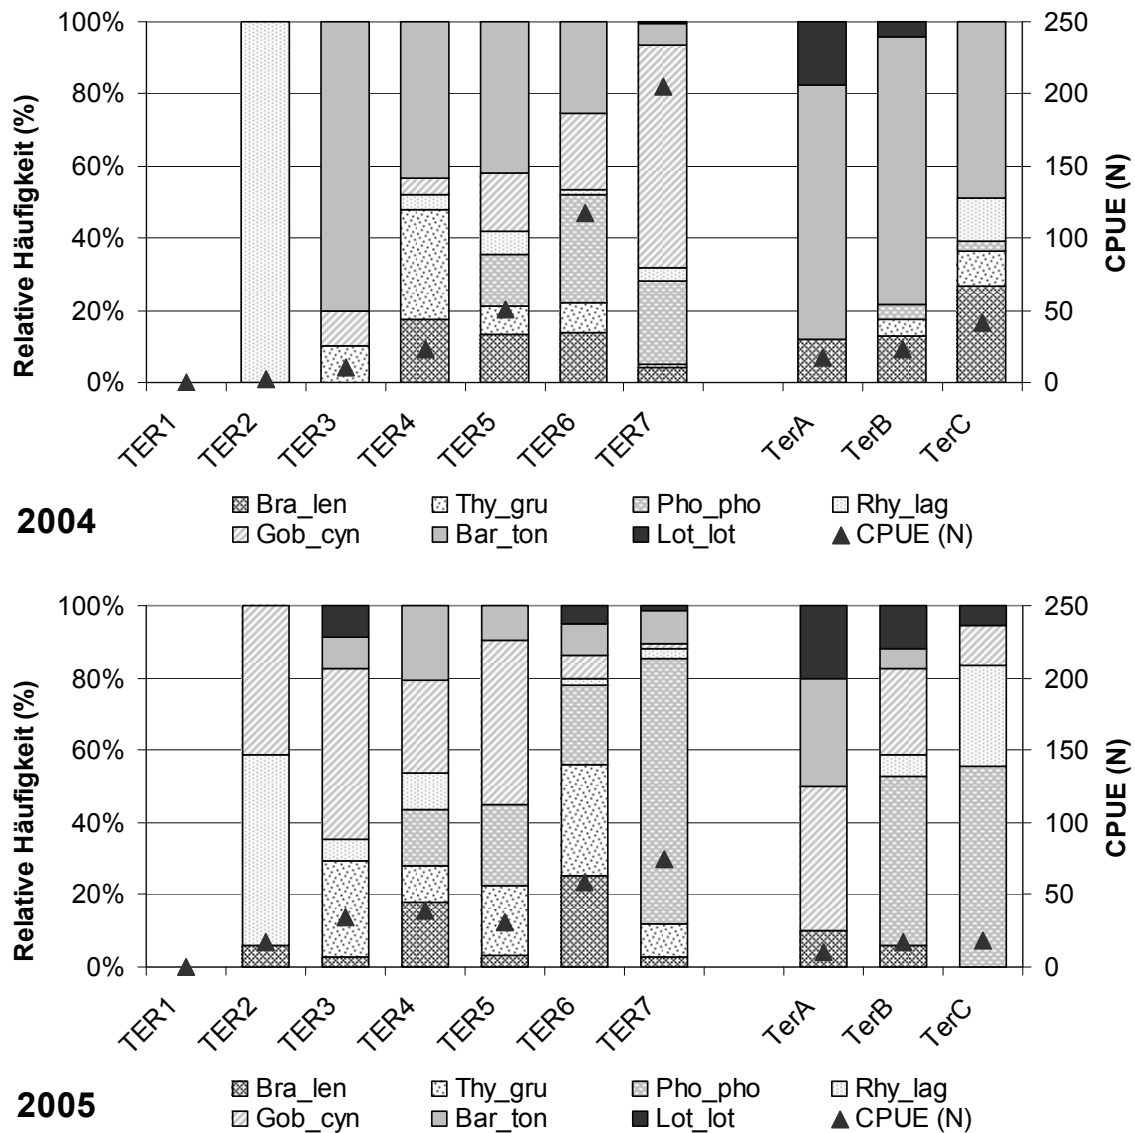 100%
80%
60%
40%
20%
0%
Relative Häufigkeit (%)
250
200
150
100
50
0
CPUE (N)
TER1 TER2 TER3 TER4 TER5 TER6 TER7 TerA TerB TerC
2004
Bra_len Thy_gru Pho_pho Rhy_lag
Gob_cyn Bar_ton Lot_lot CPUE (N)
100%
80%
60%
40%
20%
0%
Relative Häufigkeit (%)
250
200
150
100
50
0
CPUE (N)
TER1 TER2 TER3 TER4 TER5 TER6 TER7 TerA TerB TerC
2005
Bra_len Thy_gru Pho_pho Rhy_lag
Gob_cyn Bar_ton Lot_lot CPUE (N)